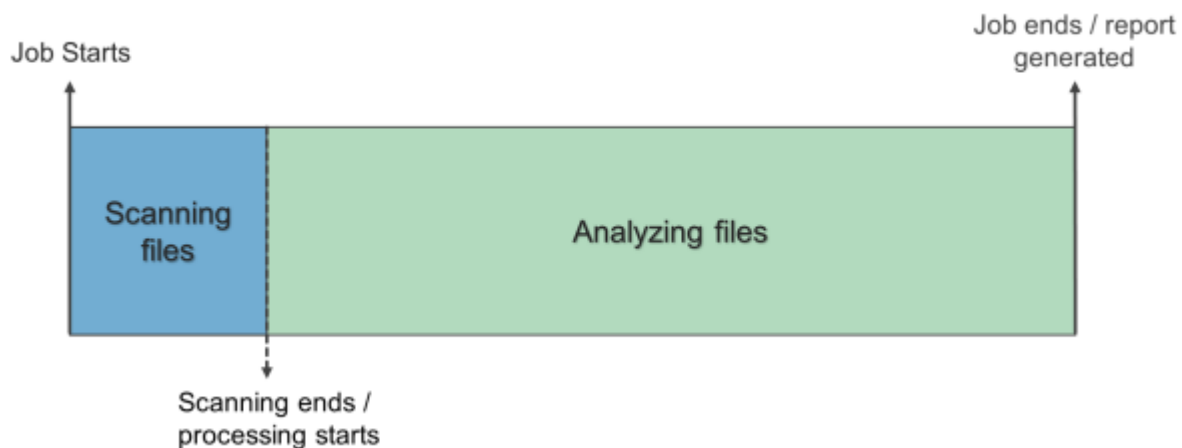 Job Starts
Job ends / report
generated
Scanning
files
Analyzing files
Scanning ends /
processing starts